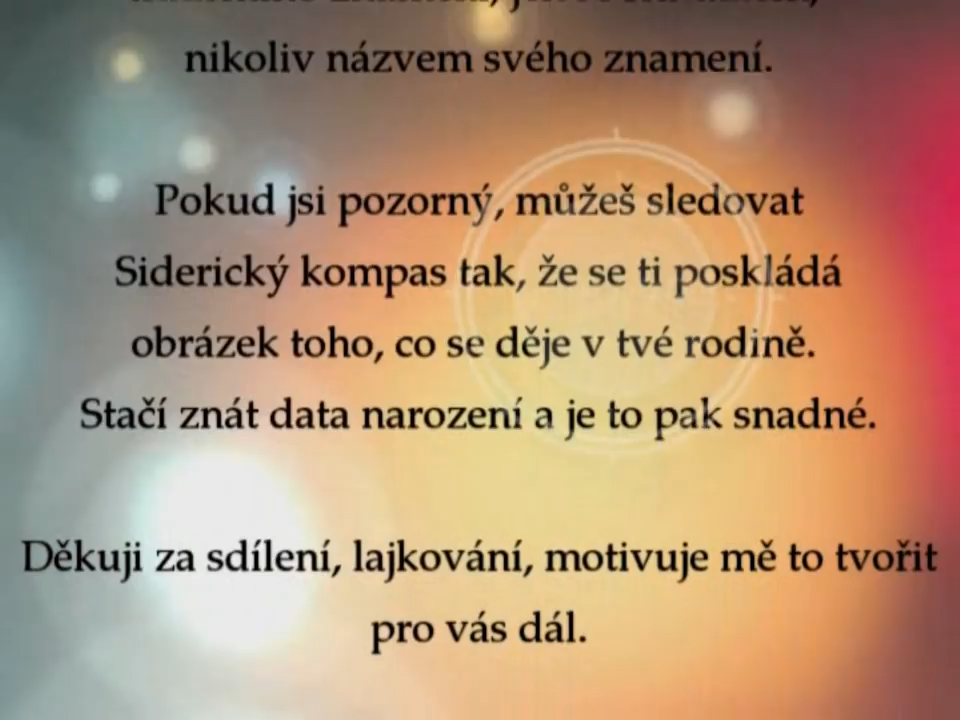 nikoliv názvem svého znamení.
Pokud jsi pozorný, můžeš sledovat
Siderický kompas tak, že se ti poskládá
obrázek toho, co se děje v tvé rodině.
Stačí znát data narození a je to pak snadné.
Děkuji za sdílení, lajkování, motivuje mě to tvořit
pro vás dál.